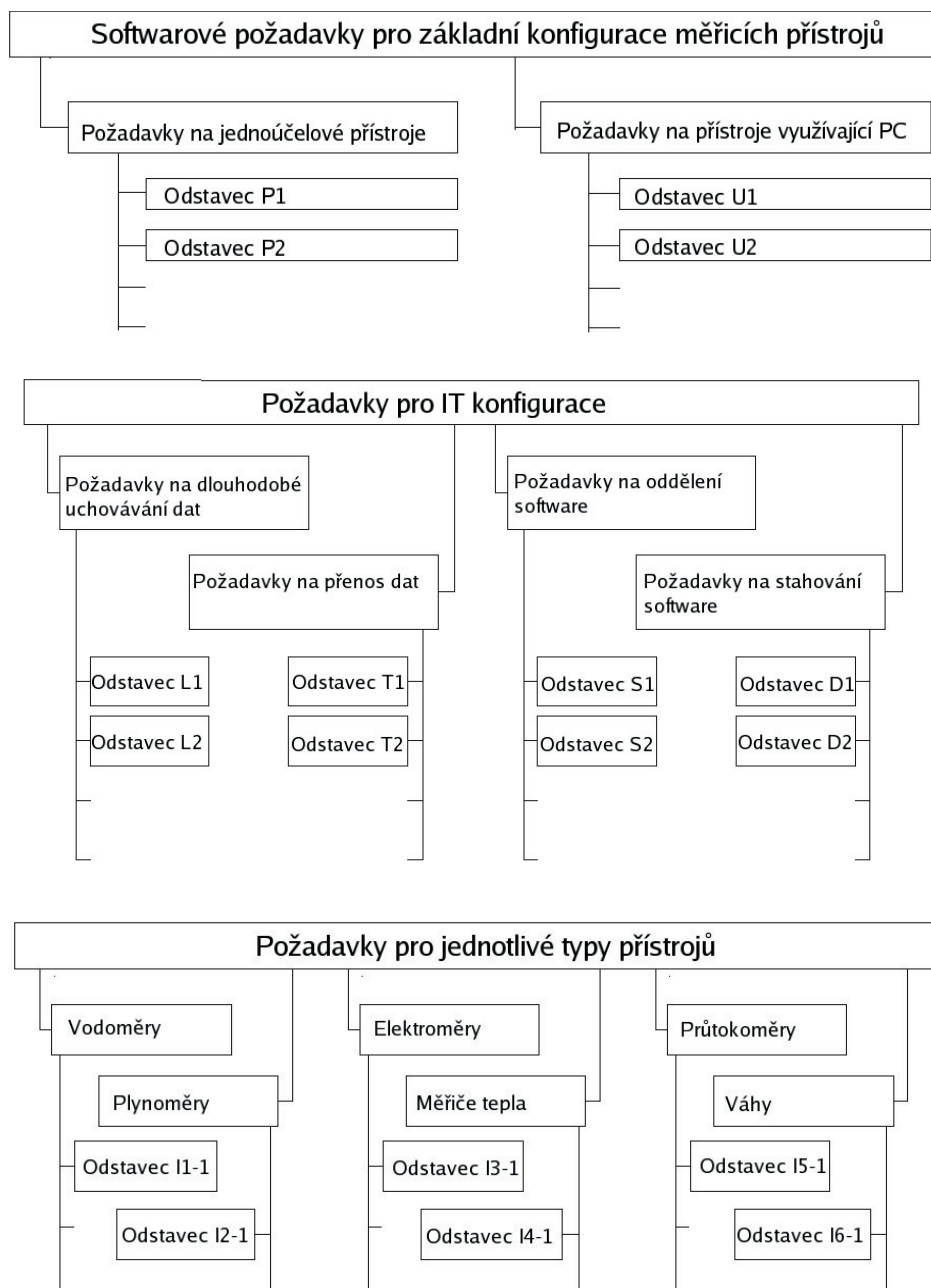 Softwarové požadavky pro základní konfigurace měřicích přístrojů
Požadavky na jednoúčelové přístroje
Odstavec P1
Odstavec P2
Požadavky na přístroje využívající PC
Odstavec U1
Odstavec U2
Požadavky pro IT konfigurace
Požadavky na dlouhodobé
uchovávání dat
Požadavky na přenos dat
Odstavec L1
Odstavec L2
Odstavec T1
Odstavec T2
Požadavky na oddělení
software
Požadavky na stahování
software
Odstavec S1
Odstavec S2
Odstavec D1
Odstavec D2
Požadavky pro jednotlivé typy přístrojů
Vodoměry
Plynoměry
Odstavec I1-1
Odstavec I2-1
Elektroměry
Měřiče tepla
Odstavec I3-1
Odstavec I4-1
Průtokoměry
Váhy
Odstavec I5-1
Odstavec I6-1